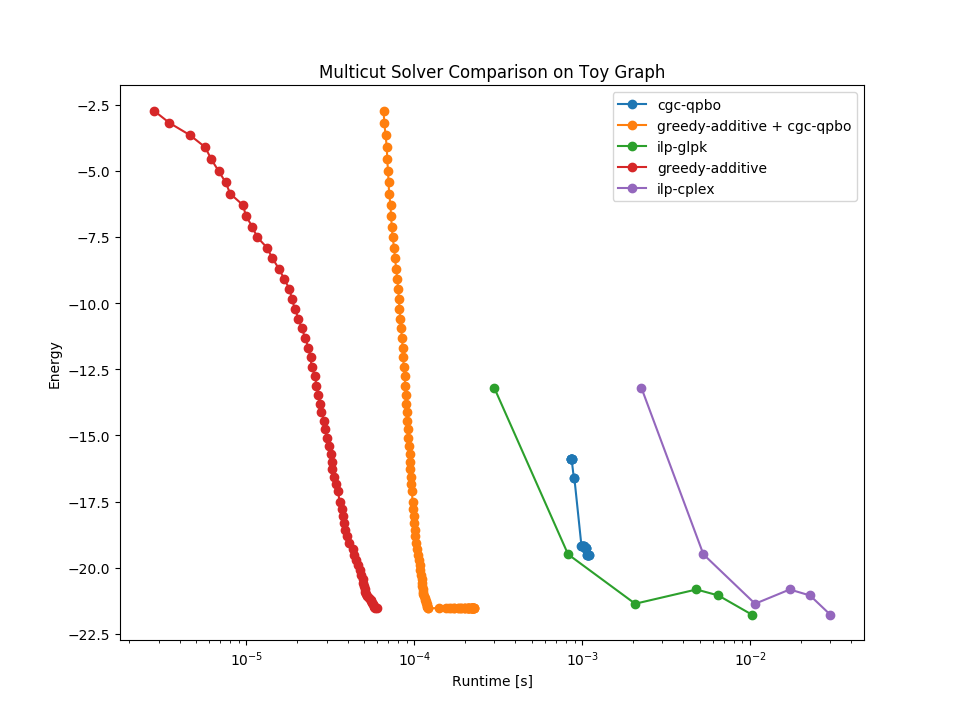 Multicut Solver Comparison on Toy Graph
cgc-qpbo
greedy-additive + cgc-qpbo
ilp-glpk
greedy-additive
ilp-cplex
−2.5
−5.0
−7.5
−10.0
−12.5
−15.0
−17.5
−20.0
−22.5
Energy
10⁻⁵
10⁻⁴
10⁻³
10⁻²
Runtime [s]